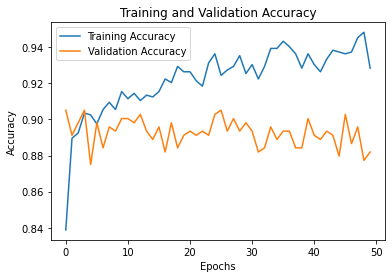 Training and Validation Accuracy
Training Accuracy
Validation Accuracy
Accuracy
0.94
0.92
0.90
0.88
0.86
0.84
0
10
20
30
40
50
Epochs